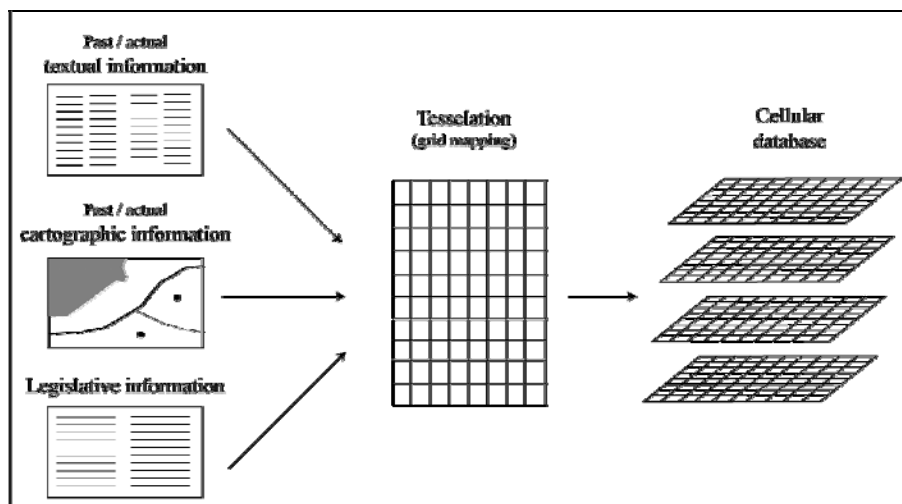 Past / actual
textual information
Past / actual
cartographic information
Legislative information
Tesselation
(grid mapping)
Cellular
database